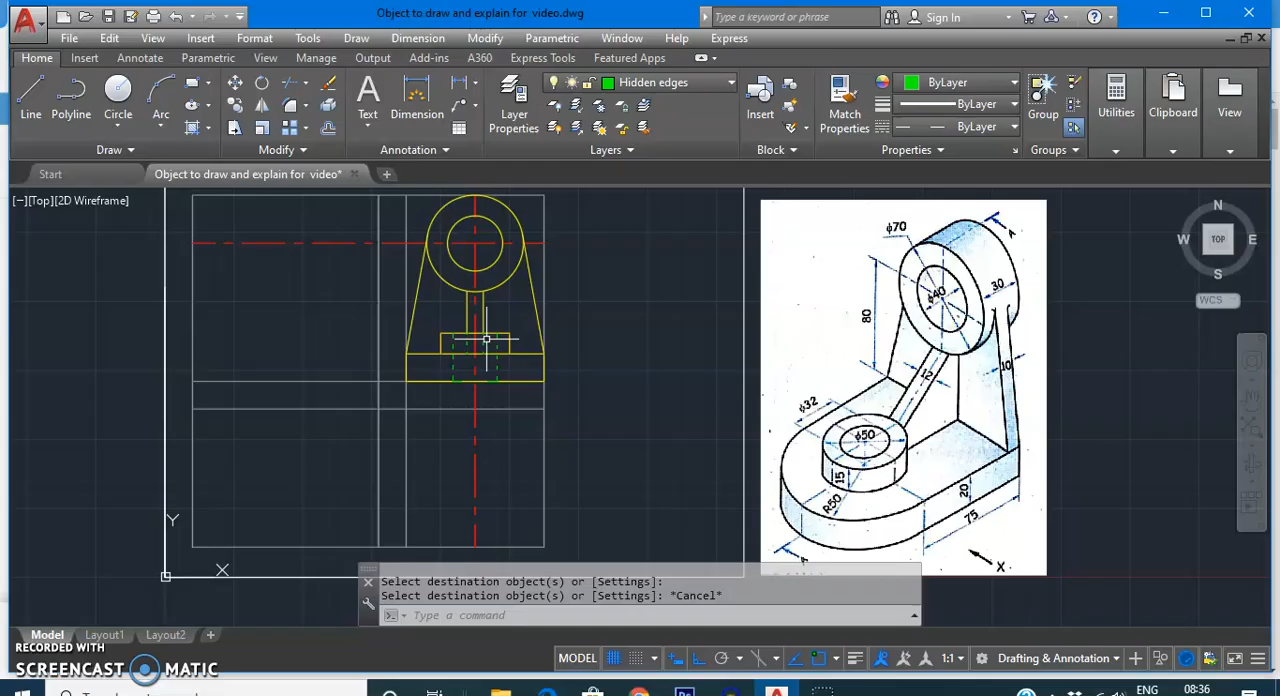 Object to draw and explain for video.dwg
Type a keyword or phrase
Sign In
File Edit View Insert Format Tools Draw Dimension Modify Parametric Window Help Express
Home Insert Annotate Parametric View Manage Output Add-ins A360 Express Tools Featured Apps
Hidden edges
ByLayer
ByLayer
ByLayer
Line Polyline Circle Arc Text Dimension Layer Properties Insert Match Properties Group Utilities Clipboard View
Draw Modify Annotation Layers Block Properties Groups
Start Object to draw and explain for video*
[−][Top][2D Wireframe]
N
W TOP E
S
WCS
ϕ70
A
30
ϕ40
80
10
12
ϕ32
ϕ50
15
R50
20
75
A
X
Y
X
Select destination object(s) or [Settings]:
Select destination object(s) or [Settings]: *Cancel*
Type a command
Model Layout1 Layout2
RECORDED WITH
SCREENCAST MATIC
MODEL 1:1 Drafting & Annotation
ENG
08:36